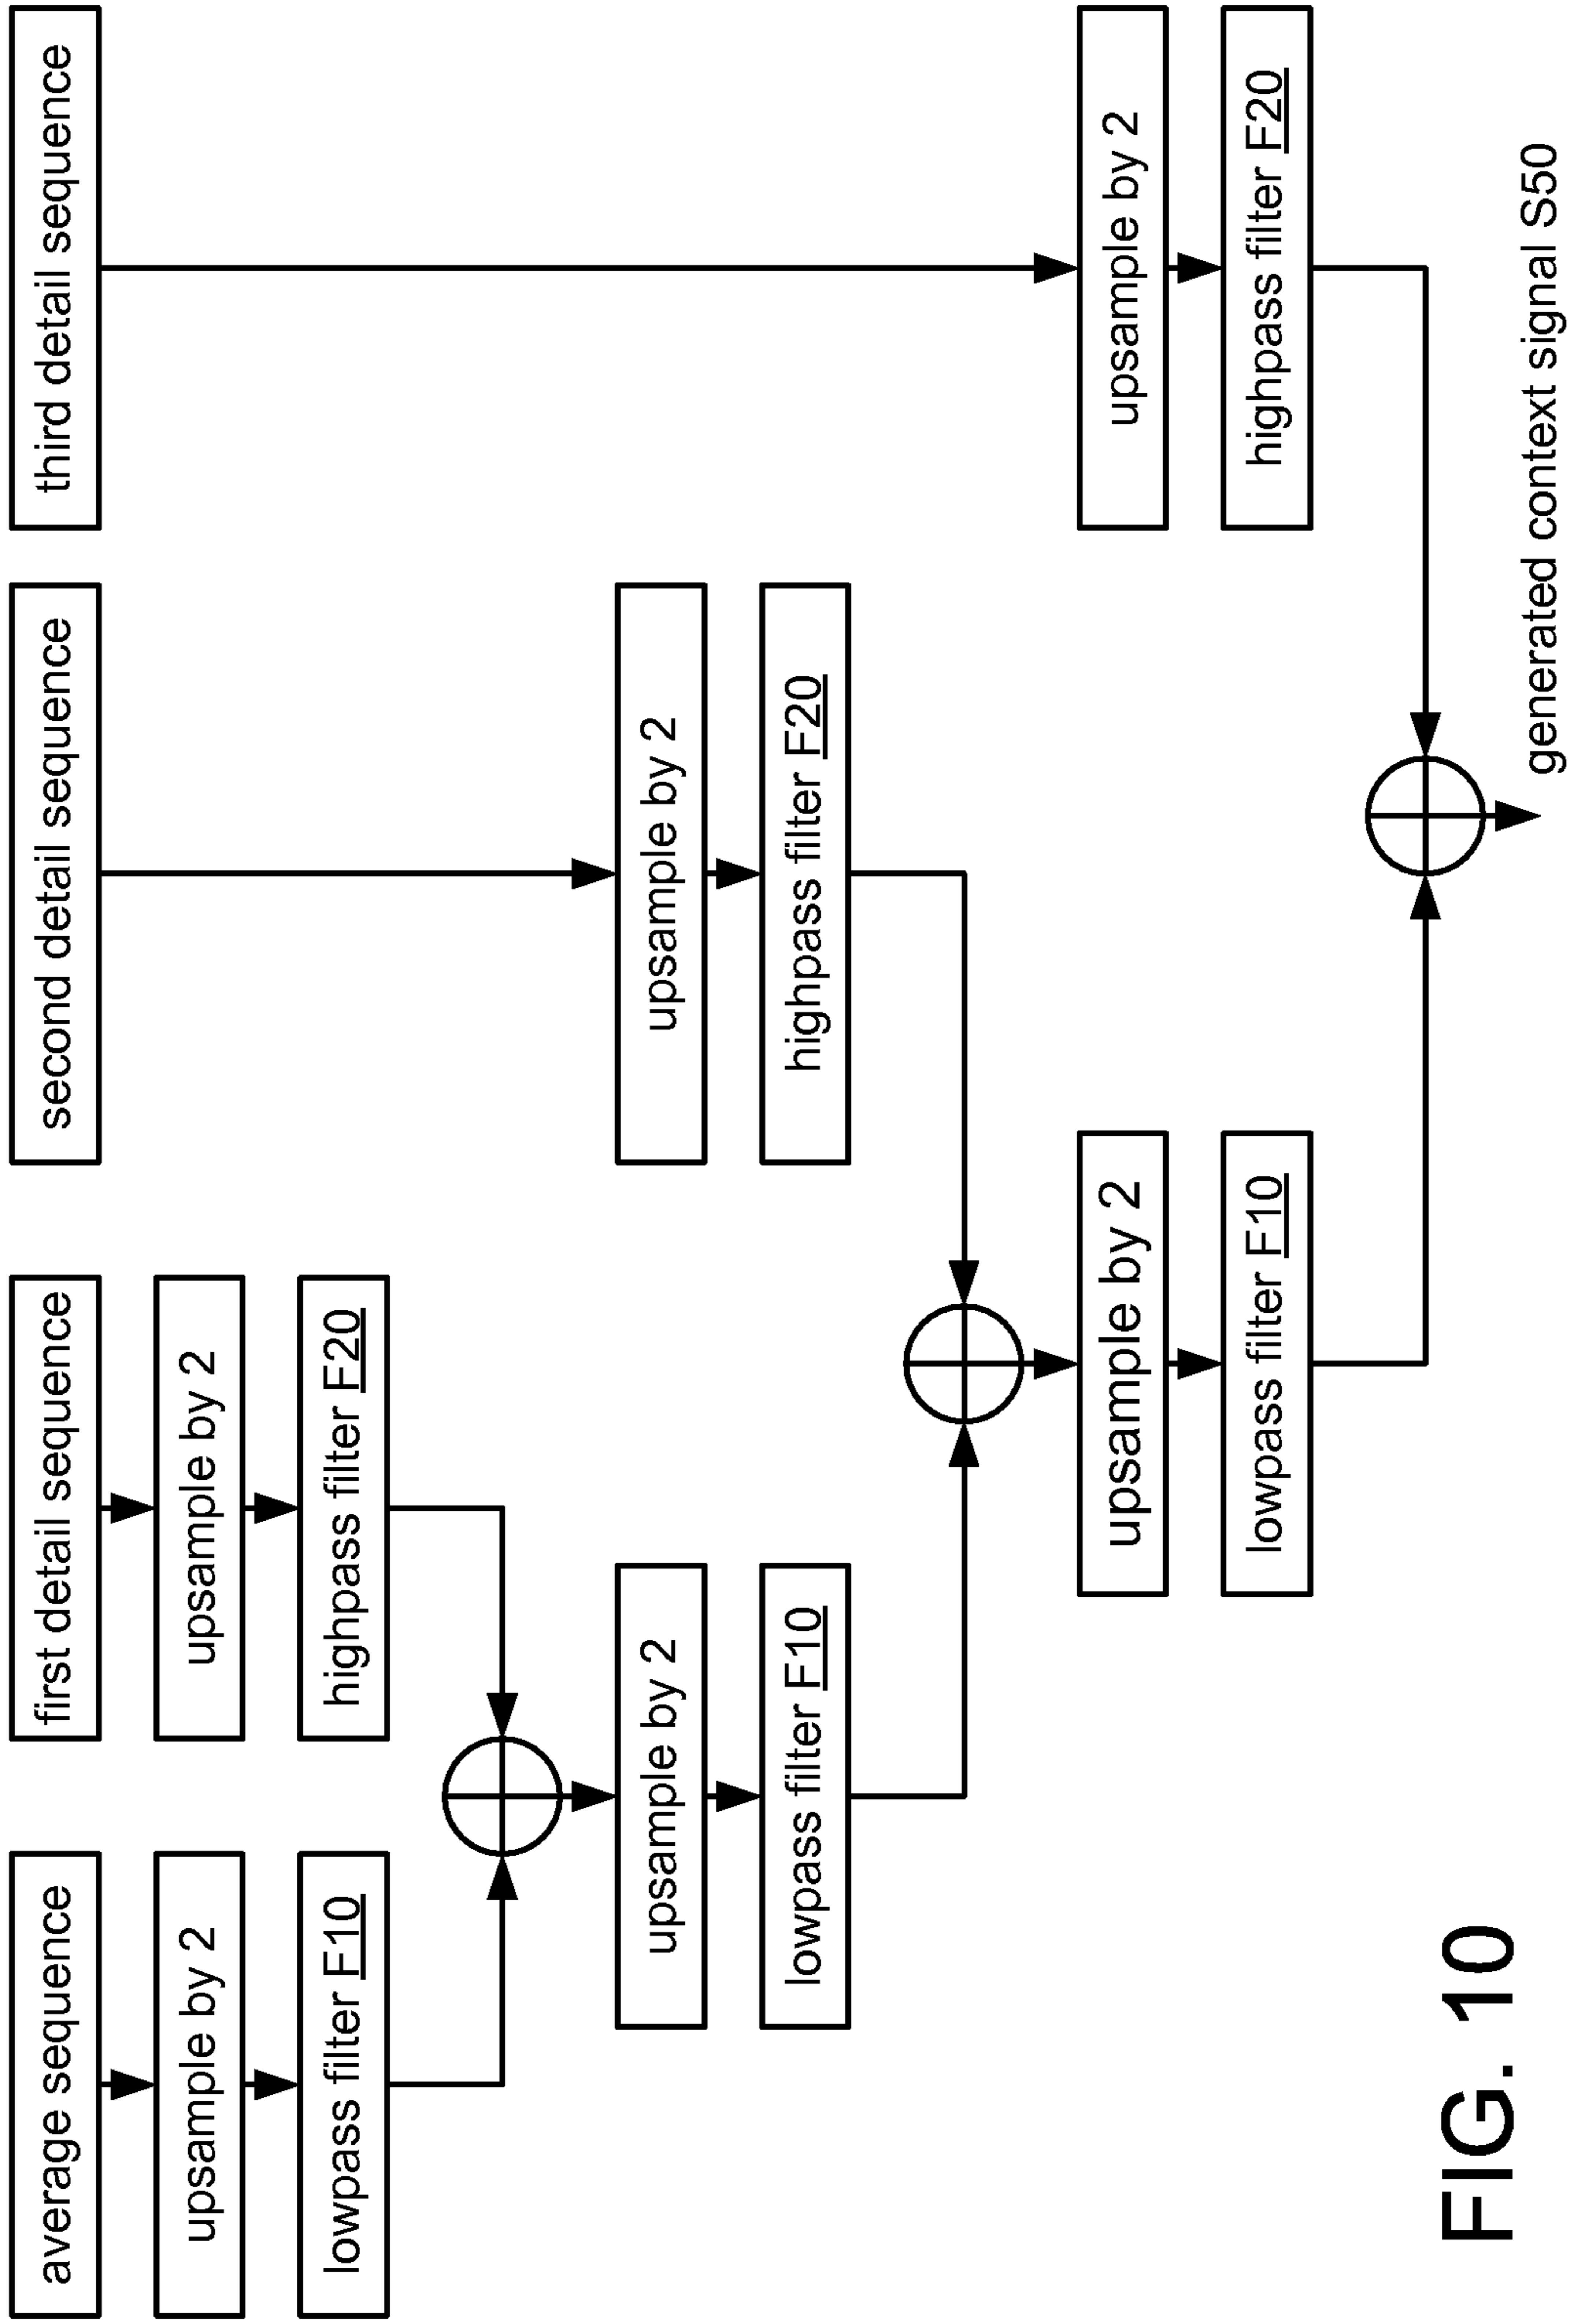 average sequence
first detail sequence
second detail sequence
third detail sequence
upsample by 2
upsample by 2
lowpass filter F10
highpass filter F20
upsample by 2
upsample by 2
lowpass filter F10
highpass filter F20
upsample by 2
upsample by 2
lowpass filter F10
highpass filter F20
generated context signal S50
FIG. 10